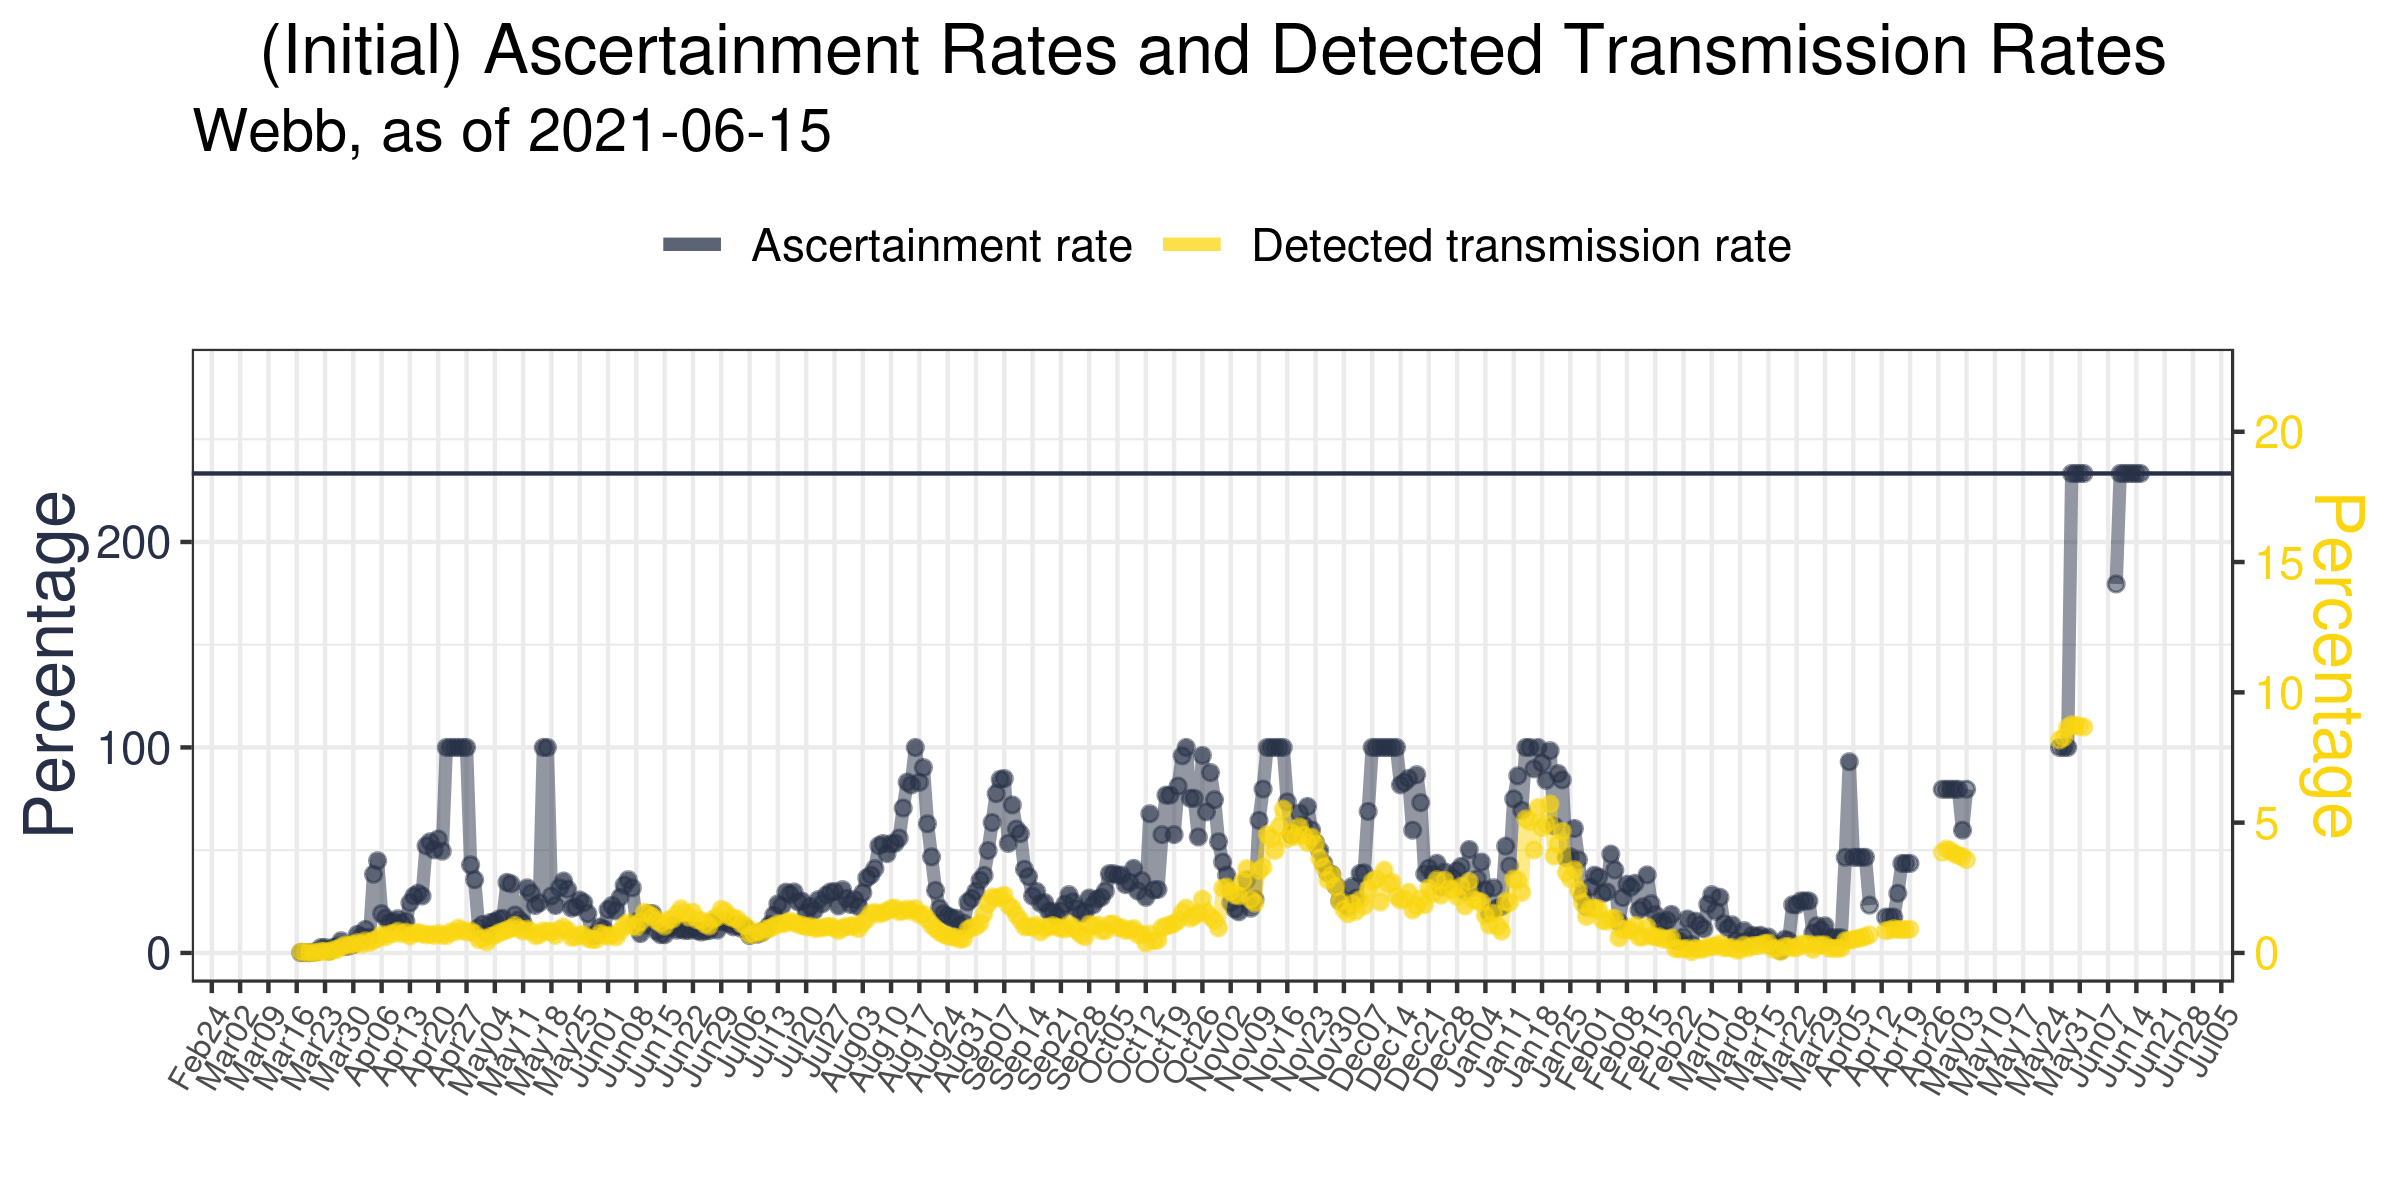 (Initial) Ascertainment Rates and Detected Transmission Rates
Webb, as of 2021-06-15
Ascertainment rate
Detected transmission rate
Percentage
200
100
0
20
15
10
5
0
Percentage
Feb24
Mar02
Mar09
Mar16
Mar23
Mar30
Apr06
Apr13
Apr20
Apr27
May04
May11
May18
May25
Jun01
Jun08
Jun15
Jun22
Jun29
Jul06
Jul13
Jul20
Jul27
Aug03
Aug10
Aug17
Aug24
Aug31
Sep07
Sep14
Sep21
Sep28
Oct05
Oct12
Oct19
Oct26
Nov02
Nov09
Nov16
Nov23
Nov30
Dec07
Dec14
Dec21
Dec28
Jan04
Jan11
Jan18
Jan25
Feb01
Feb08
Feb15
Feb22
Mar01
Mar08
Mar15
Mar22
Mar29
Apr05
Apr12
Apr19
Apr26
May03
May10
May17
May24
May31
Jun07
Jun14
Jun21
Jun28
Jul05